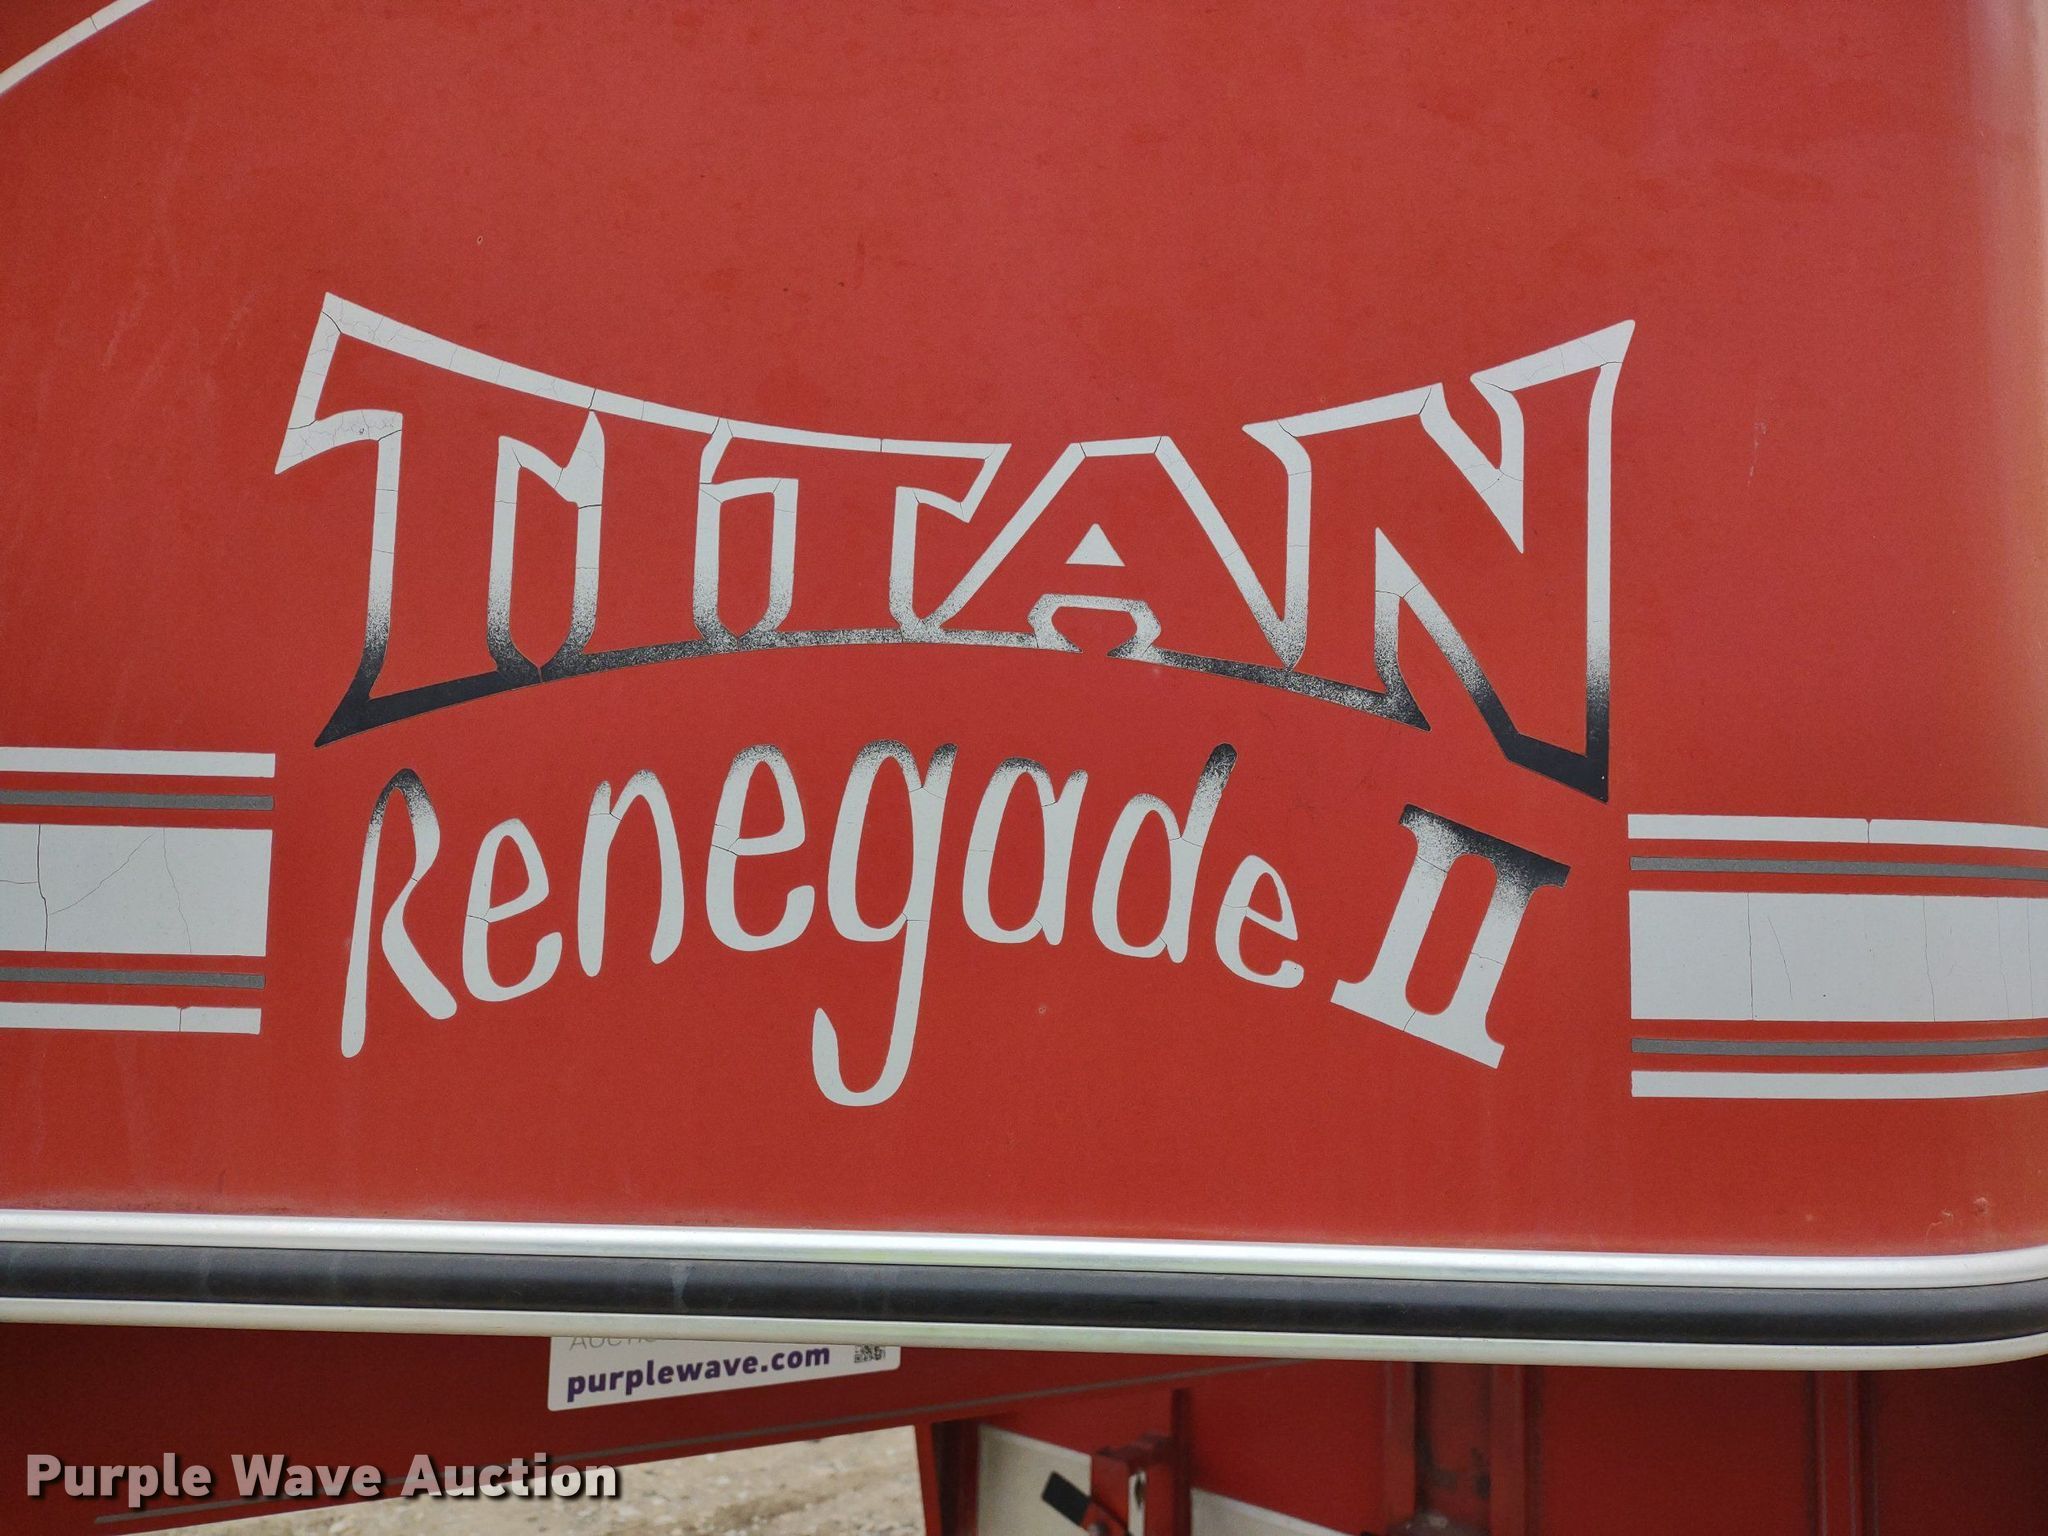 TITAN
Renegade II
purplewave.com
Purple Wave Auction